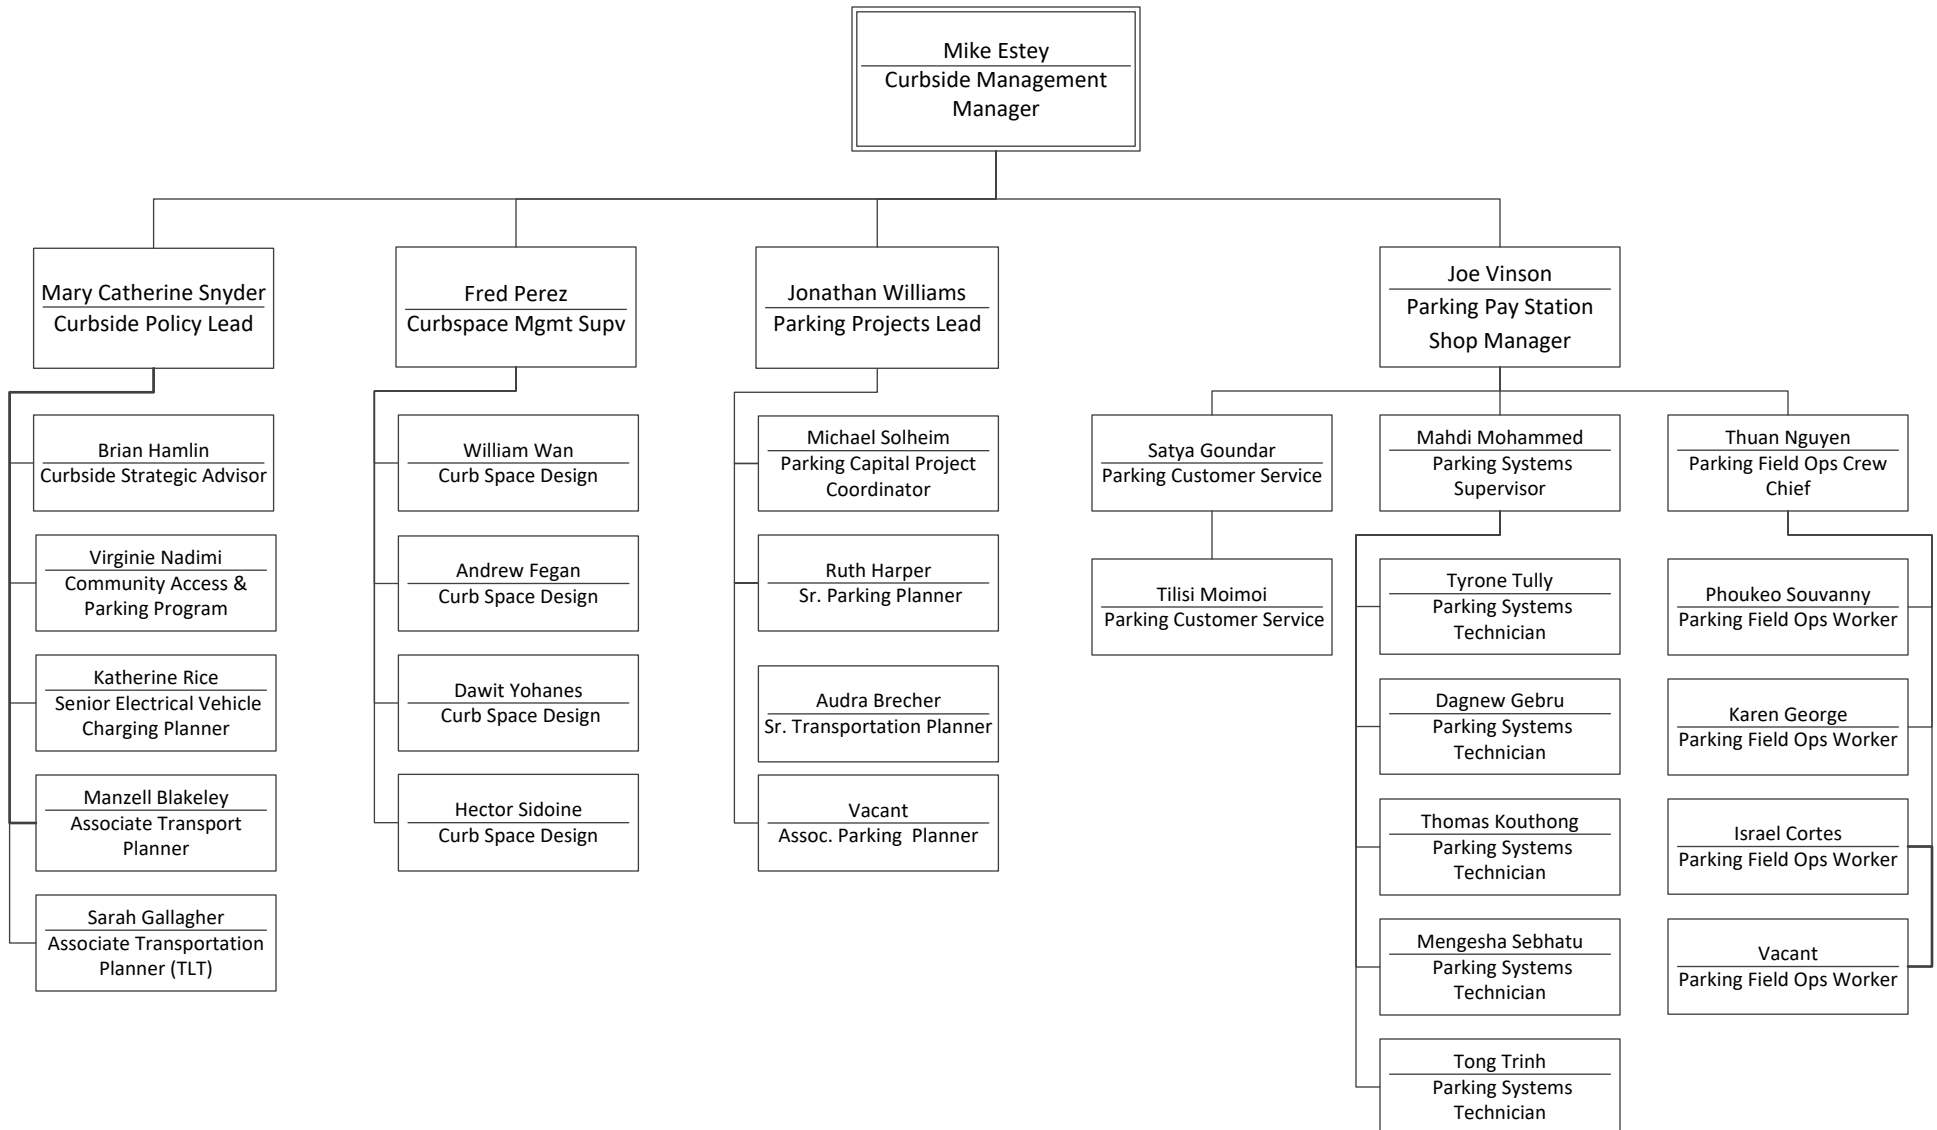 Mike Estey
Curbside Management
Manager
Mary Catherine Snyder
Curbside Policy Lead
Fred Perez
Curbspace Mgmt Supv
Jonathan Williams
Parking Projects Lead
Joe Vinson
Parking Pay Station
Shop Manager
Brian Hamlin
Curbside Strategic Advisor
Virginie Nadimi
Community Access &
Parking Program
Katherine Rice
Senior Electrical Vehicle
Charging Planner
Manzell Blakeley
Associate Transport
Planner
Sarah Gallagher
Associate Transportation
Planner (TLT)
William Wan
Curb Space Design
Andrew Fegan
Curb Space Design
Dawit Yohanes
Curb Space Design
Hector Sidoine
Curb Space Design
Michael Solheim
Parking Capital Project
Coordinator
Ruth Harper
Sr. Parking Planner
Audra Brecher
Sr. Transportation Planner
Vacant
Assoc. Parking  Planner
Satya Goundar
Parking Customer Service
Tilisi Moimoi
Parking Customer Service
Mahdi Mohammed
Parking Systems
Supervisor
Tyrone Tully
Parking Systems
Technician
Dagnew Gebru
Parking Systems
Technician
Thomas Kouthong
Parking Systems
Technician
Mengesha Sebhatu
Parking Systems
Technician
Tong Trinh
Parking Systems
Technician
Thuan Nguyen
Parking Field Ops Crew
Chief
Phoukeo Souvanny
Parking Field Ops Worker
Karen George
Parking Field Ops Worker
Israel Cortes
Parking Field Ops Worker
Vacant
Parking Field Ops Worker